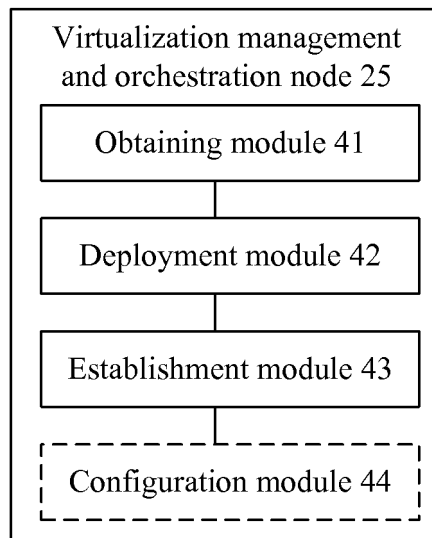 Virtualization management
and orchestration node 25
Obtaining module 41
Deployment module 42
Establishment module 43
Configuration module 44